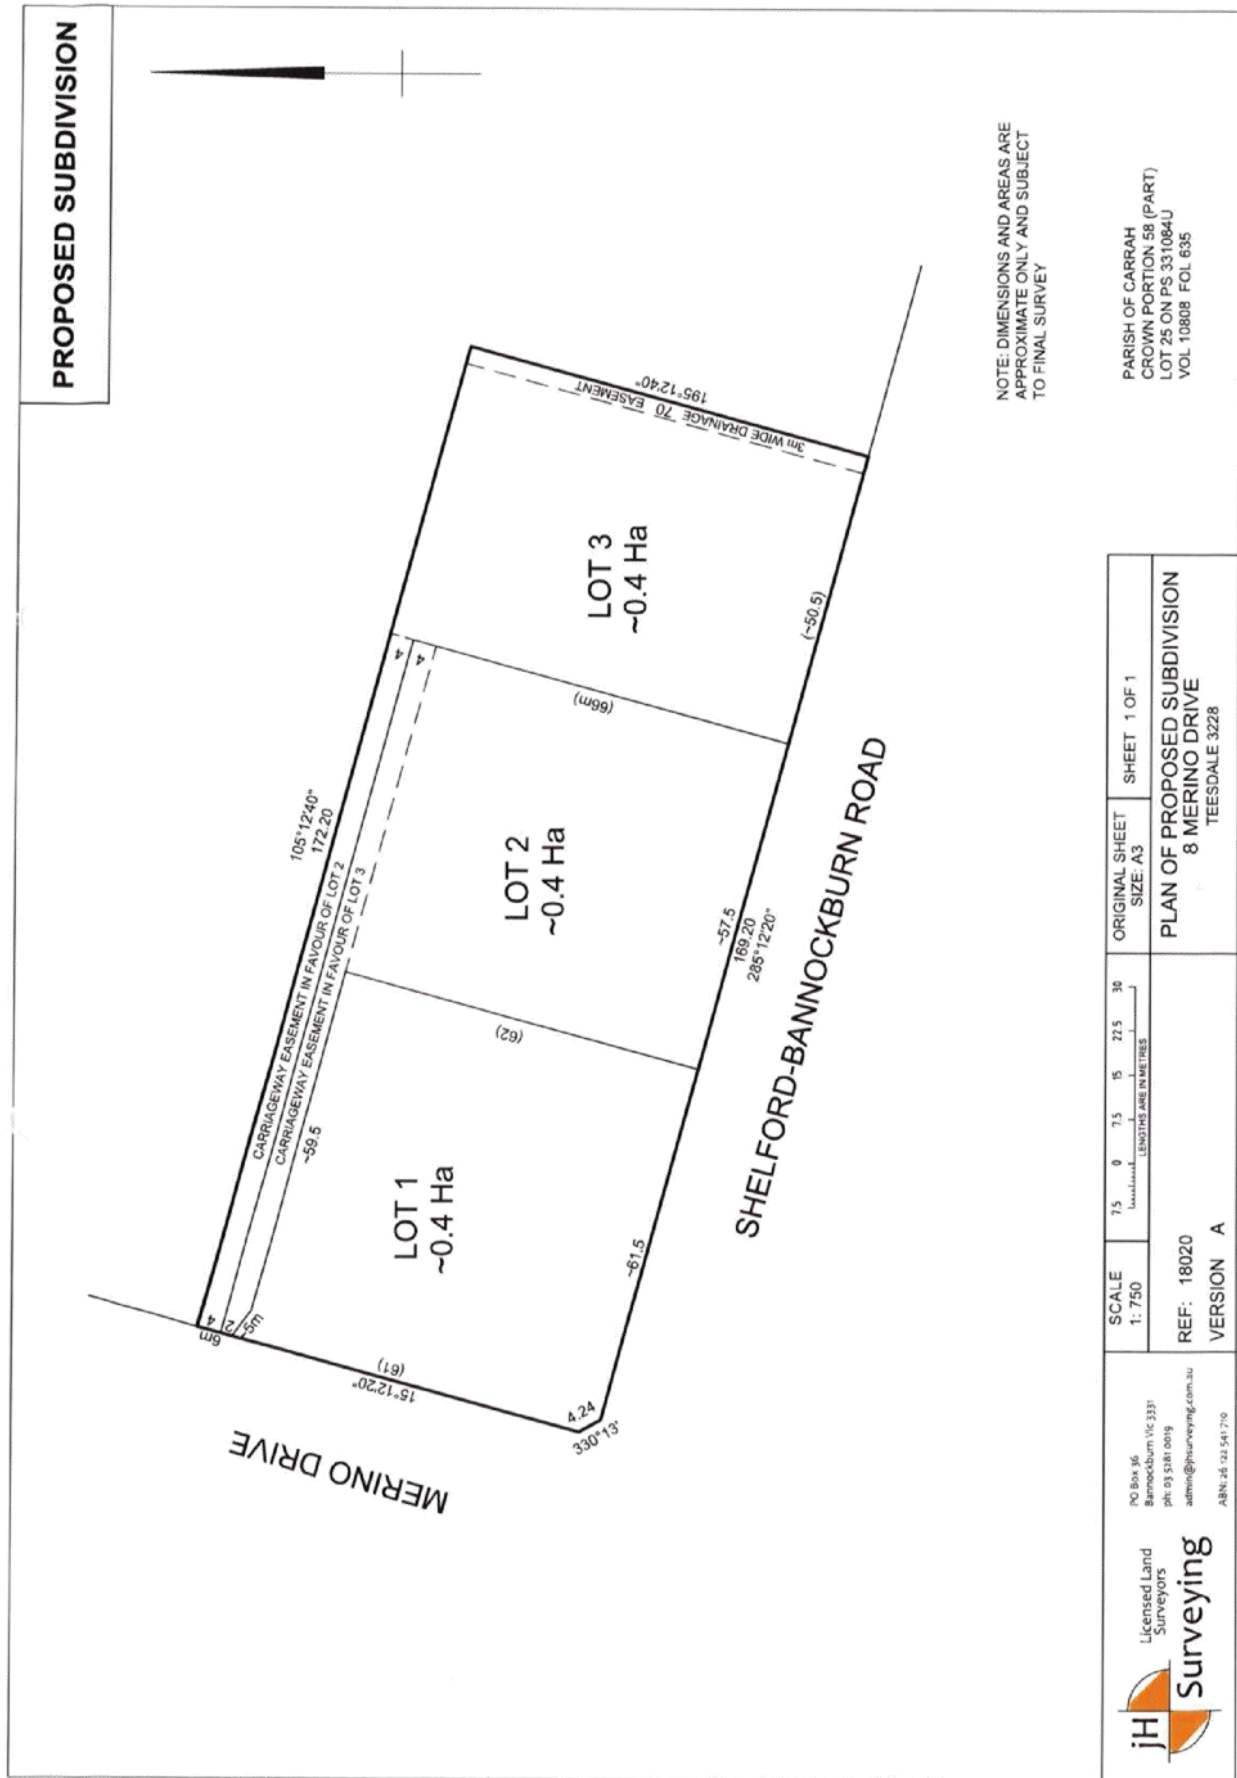 PROPOSED SUBDIVISION
MERINO DRIVE
SHELFORD-BANNOCKBURN ROAD
105°12'40"
172.20
CARRIAGEWAY EASEMENT IN FAVOUR OF LOT 2
CARRIAGEWAY EASEMENT IN FAVOUR OF LOT 3
~59.5
4
2
6m
5m
15°12'20"
(61)
4.24
330°13'
LOT 1
~0.4 Ha
~61.5
(62)
LOT 2
~0.4 Ha
~57.5
169.20
285°12'20"
4
4
(66m)
LOT 3
~0.4 Ha
(~50.5)
3m WIDE DRAINAGE 70 EASEMENT
195°12'40"
NOTE: DIMENSIONS AND AREAS ARE
APPROXIMATE ONLY AND SUBJECT
TO FINAL SURVEY
PARISH OF CARRAH
CROWN PORTION 58 (PART)
LOT 25 ON PS 331084U
VOL 10808 FOL 635
jH
Licensed Land
Surveyors
Surveying
PO Box 36
Bannockburn Vic 3331
ph: 03 5281 0019
admin@jhsurveying.com.au
ABN: 26 122 541 710
SCALE
1: 750
7.5 0 7.5 15 22.5 30
LENGTHS ARE IN METRES
ORIGINAL SHEET
SIZE: A3
SHEET 1 OF 1
REF: 18020
VERSION A
PLAN OF PROPOSED SUBDIVISION
8 MERINO DRIVE
TEESDALE 3228